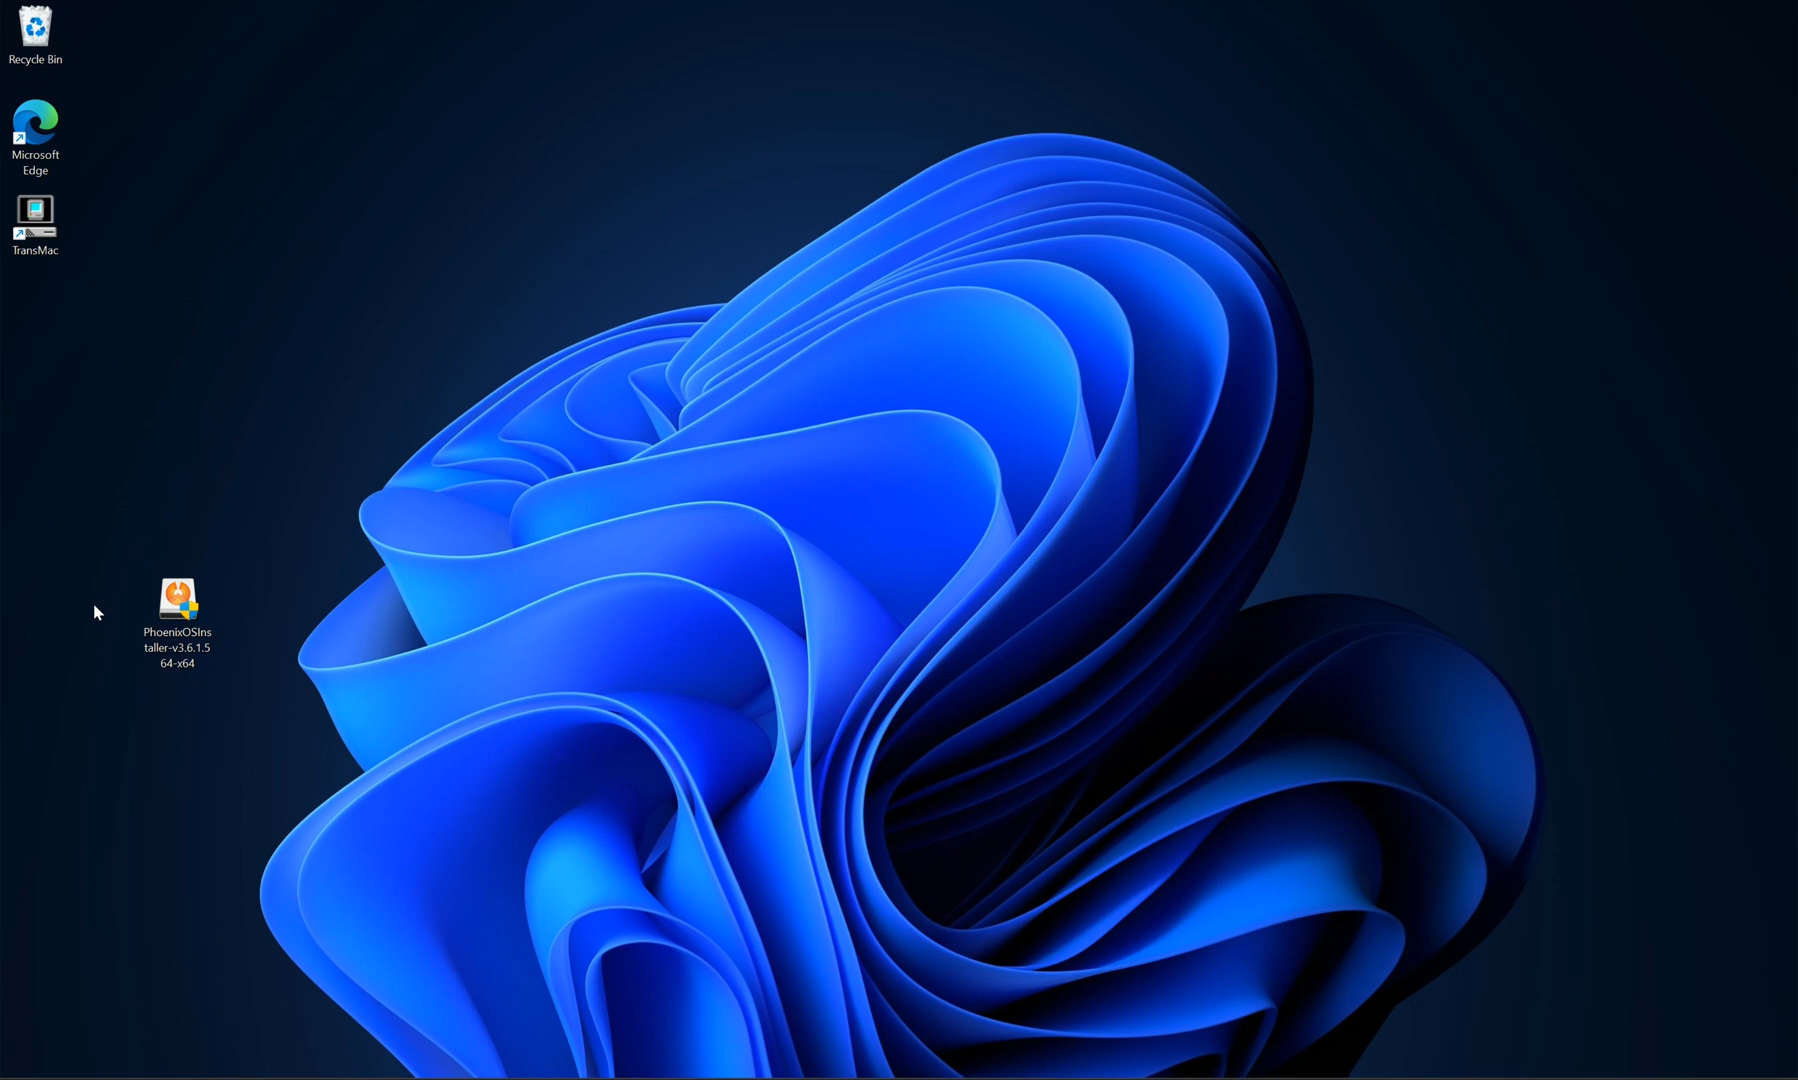 Recycle Bin
Microsoft
Edge
TransMac
PhoenixOSIns
taller-v3.6.1.5
64-x64